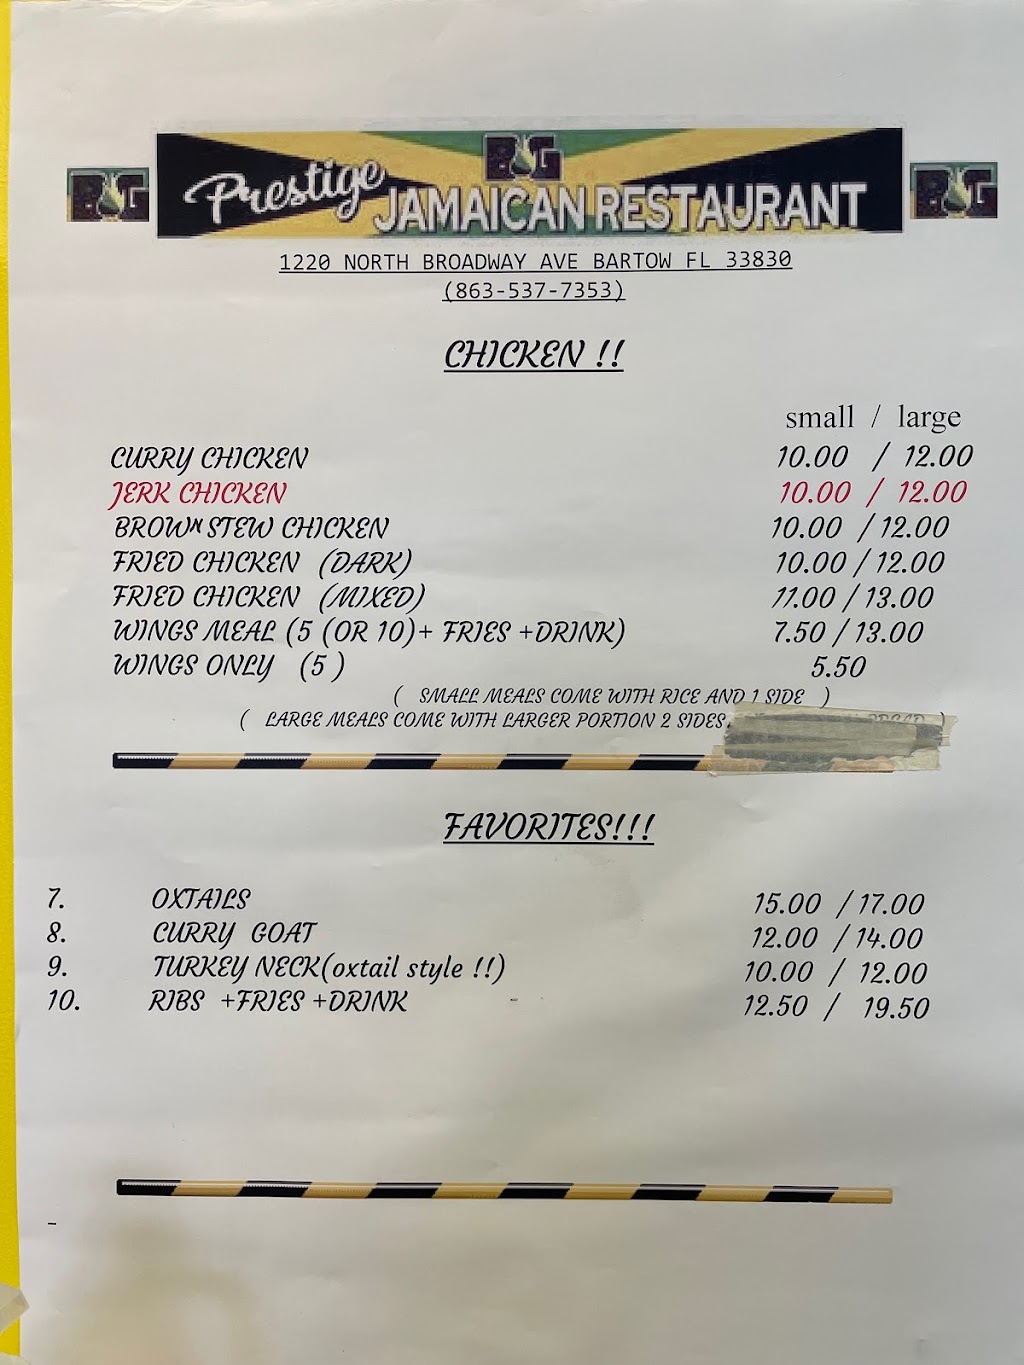 B G
Prestige JAMAICAN RESTAURANT
B G
B G
1220 NORTH BROADWAY AVE BARTOW FL 33830
(863-537-7353)
CHICKEN !!
small / large
CURRY CHICKEN 10.00 / 12.00
JERK CHICKEN 10.00 / 12.00
BROWN STEW CHICKEN 10.00 / 12.00
FRIED CHICKEN (DARK) 10.00 / 12.00
FRIED CHICKEN (MIXED) 11.00 / 13.00
WINGS MEAL (5 (OR 10)+ FRIES +DRINK) 7.50 / 13.00
WINGS ONLY (5 ) 5.50
( SMALL MEALS COME WITH RICE AND 1 SIDE )
( LARGE MEALS COME WITH LARGER PORTION 2 SIDES )
FAVORITES!!!
7. OXTAILS 15.00 / 17.00
8. CURRY GOAT 12.00 / 14.00
9. TURKEY NECK(oxtail style !!) 10.00 / 12.00
10. RIBS +FRIES +DRINK 12.50 / 19.50